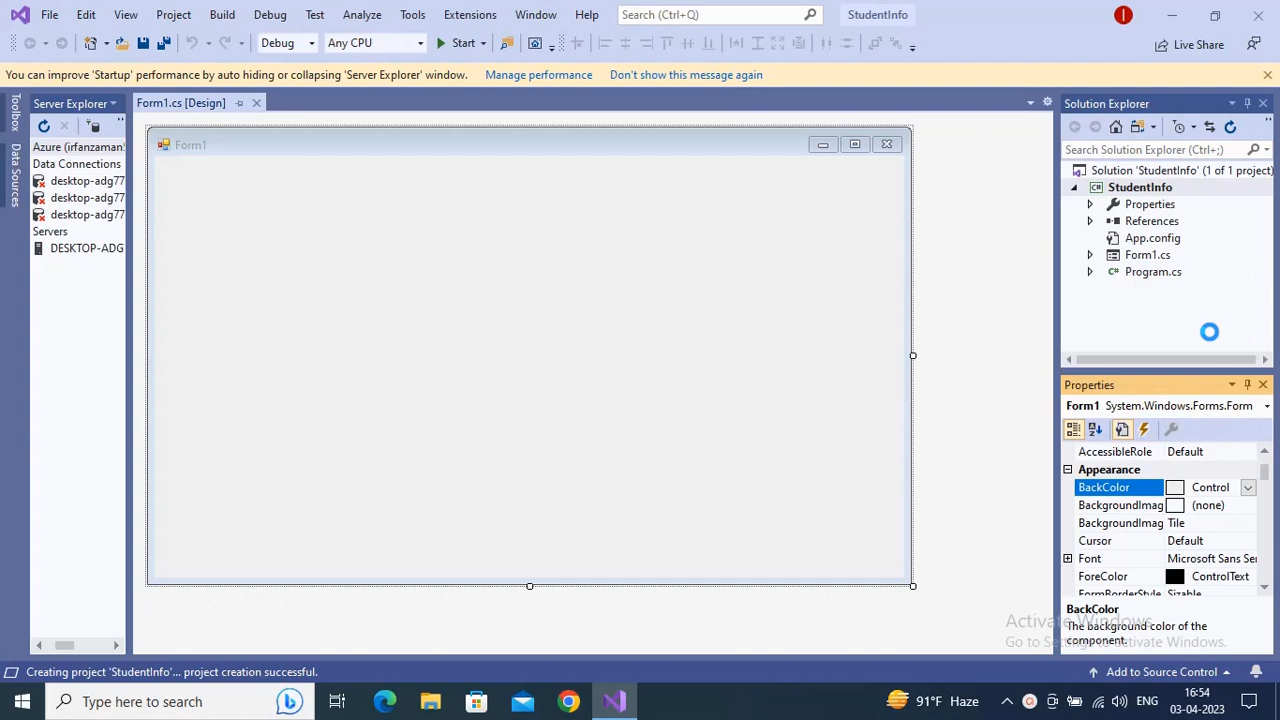 File Edit View Project Build Debug Test Analyze Tools Extensions Window Help Search (Ctrl+Q) StudentInfo
Debug Any CPU Start Live Share
You can improve 'Startup' performance by auto hiding or collapsing 'Server Explorer' window. Manage performance Don't show this message again
Toolbox
Data Sources
Server Explorer
Azure (irfanzaman
Data Connections
desktop-adg77
desktop-adg77
desktop-adg77
Servers
DESKTOP-ADG
Form1.cs [Design]
Form1
Solution Explorer
Search Solution Explorer (Ctrl+;)
Solution 'StudentInfo' (1 of 1 project)
StudentInfo
Properties
References
App.config
Form1.cs
Program.cs
Properties
Form1 System.Windows.Forms.Form
AccessibleRole Default
Appearance
BackColor Control
BackgroundImag (none)
BackgroundImag Tile
Cursor Default
Font Microsoft Sans Ser
ForeColor ControlText
FormBorderStyle Sizable
BackColor
The background color of the component.
Activate Windows
Go to Settings to activate Windows.
Creating project 'StudentInfo'... project creation successful. Add to Source Control
Type here to search 91°F Haze ENG 16:54
03-04-2023